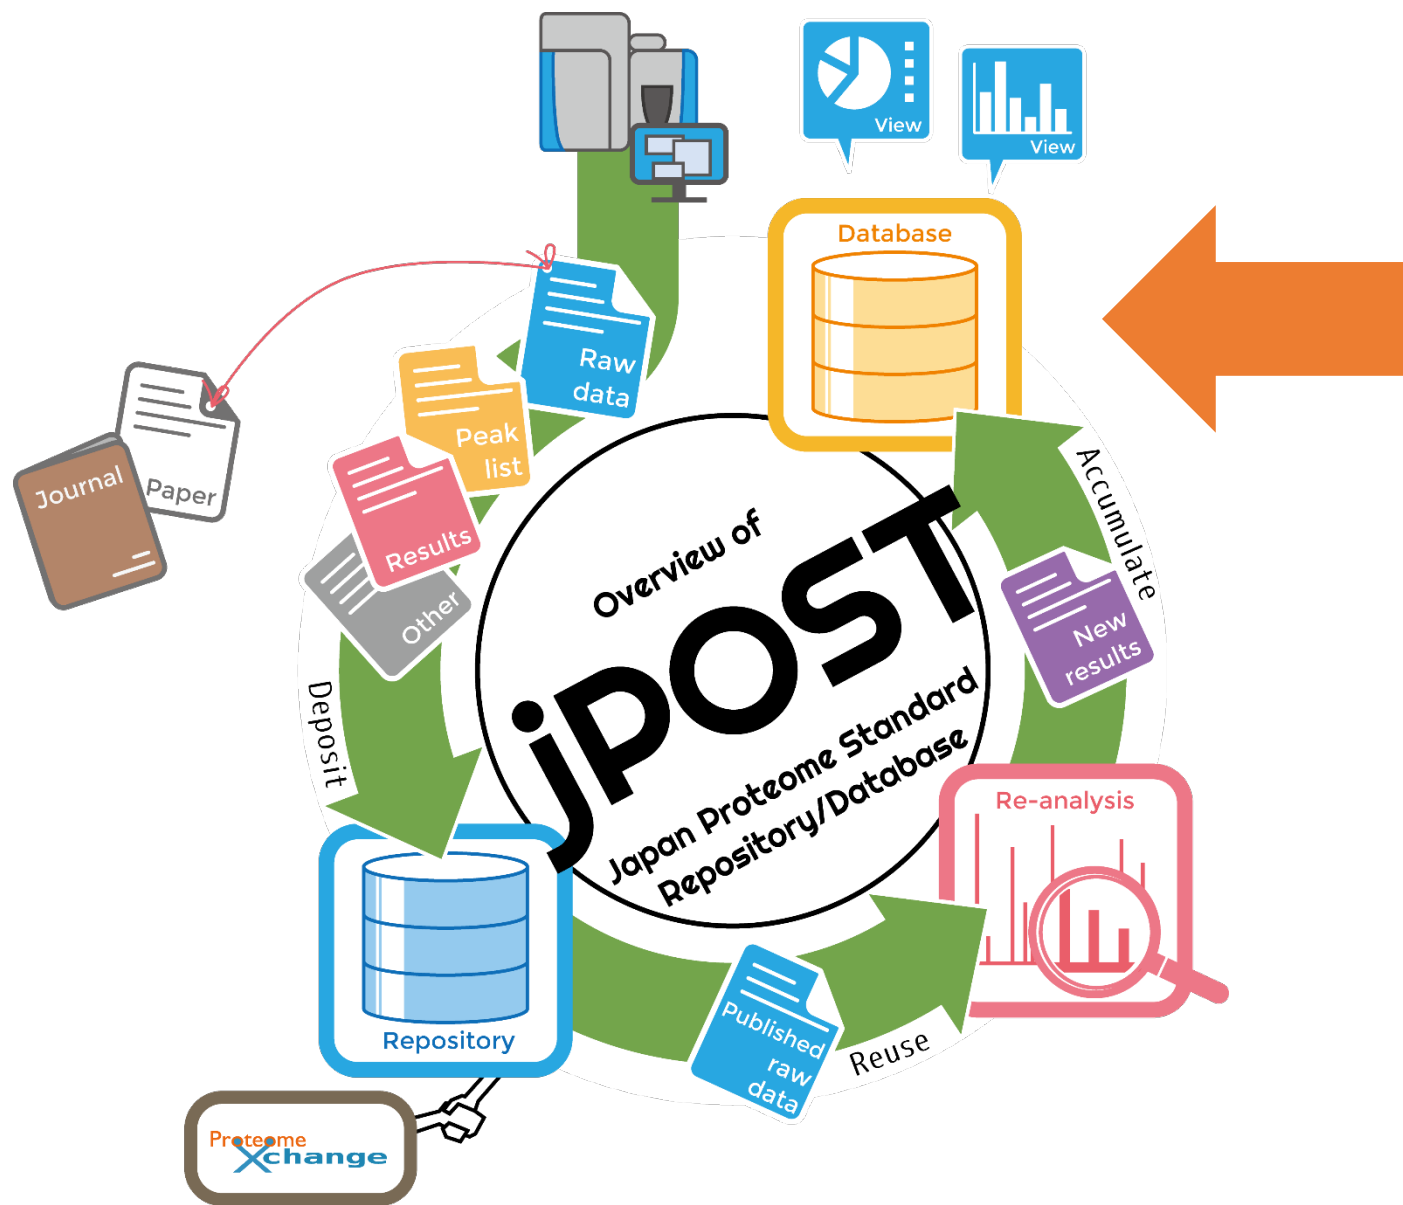 View
View
Database
Raw
data
Peak
list
Results
Other
Journal
Paper
Deposit
Overview of
jPOST
Japan Proteome Standard
Repository/Database
Accumulate
New
results
Re-analysis
Repository
Published
raw
data
Reuse
Proteome
Xchange